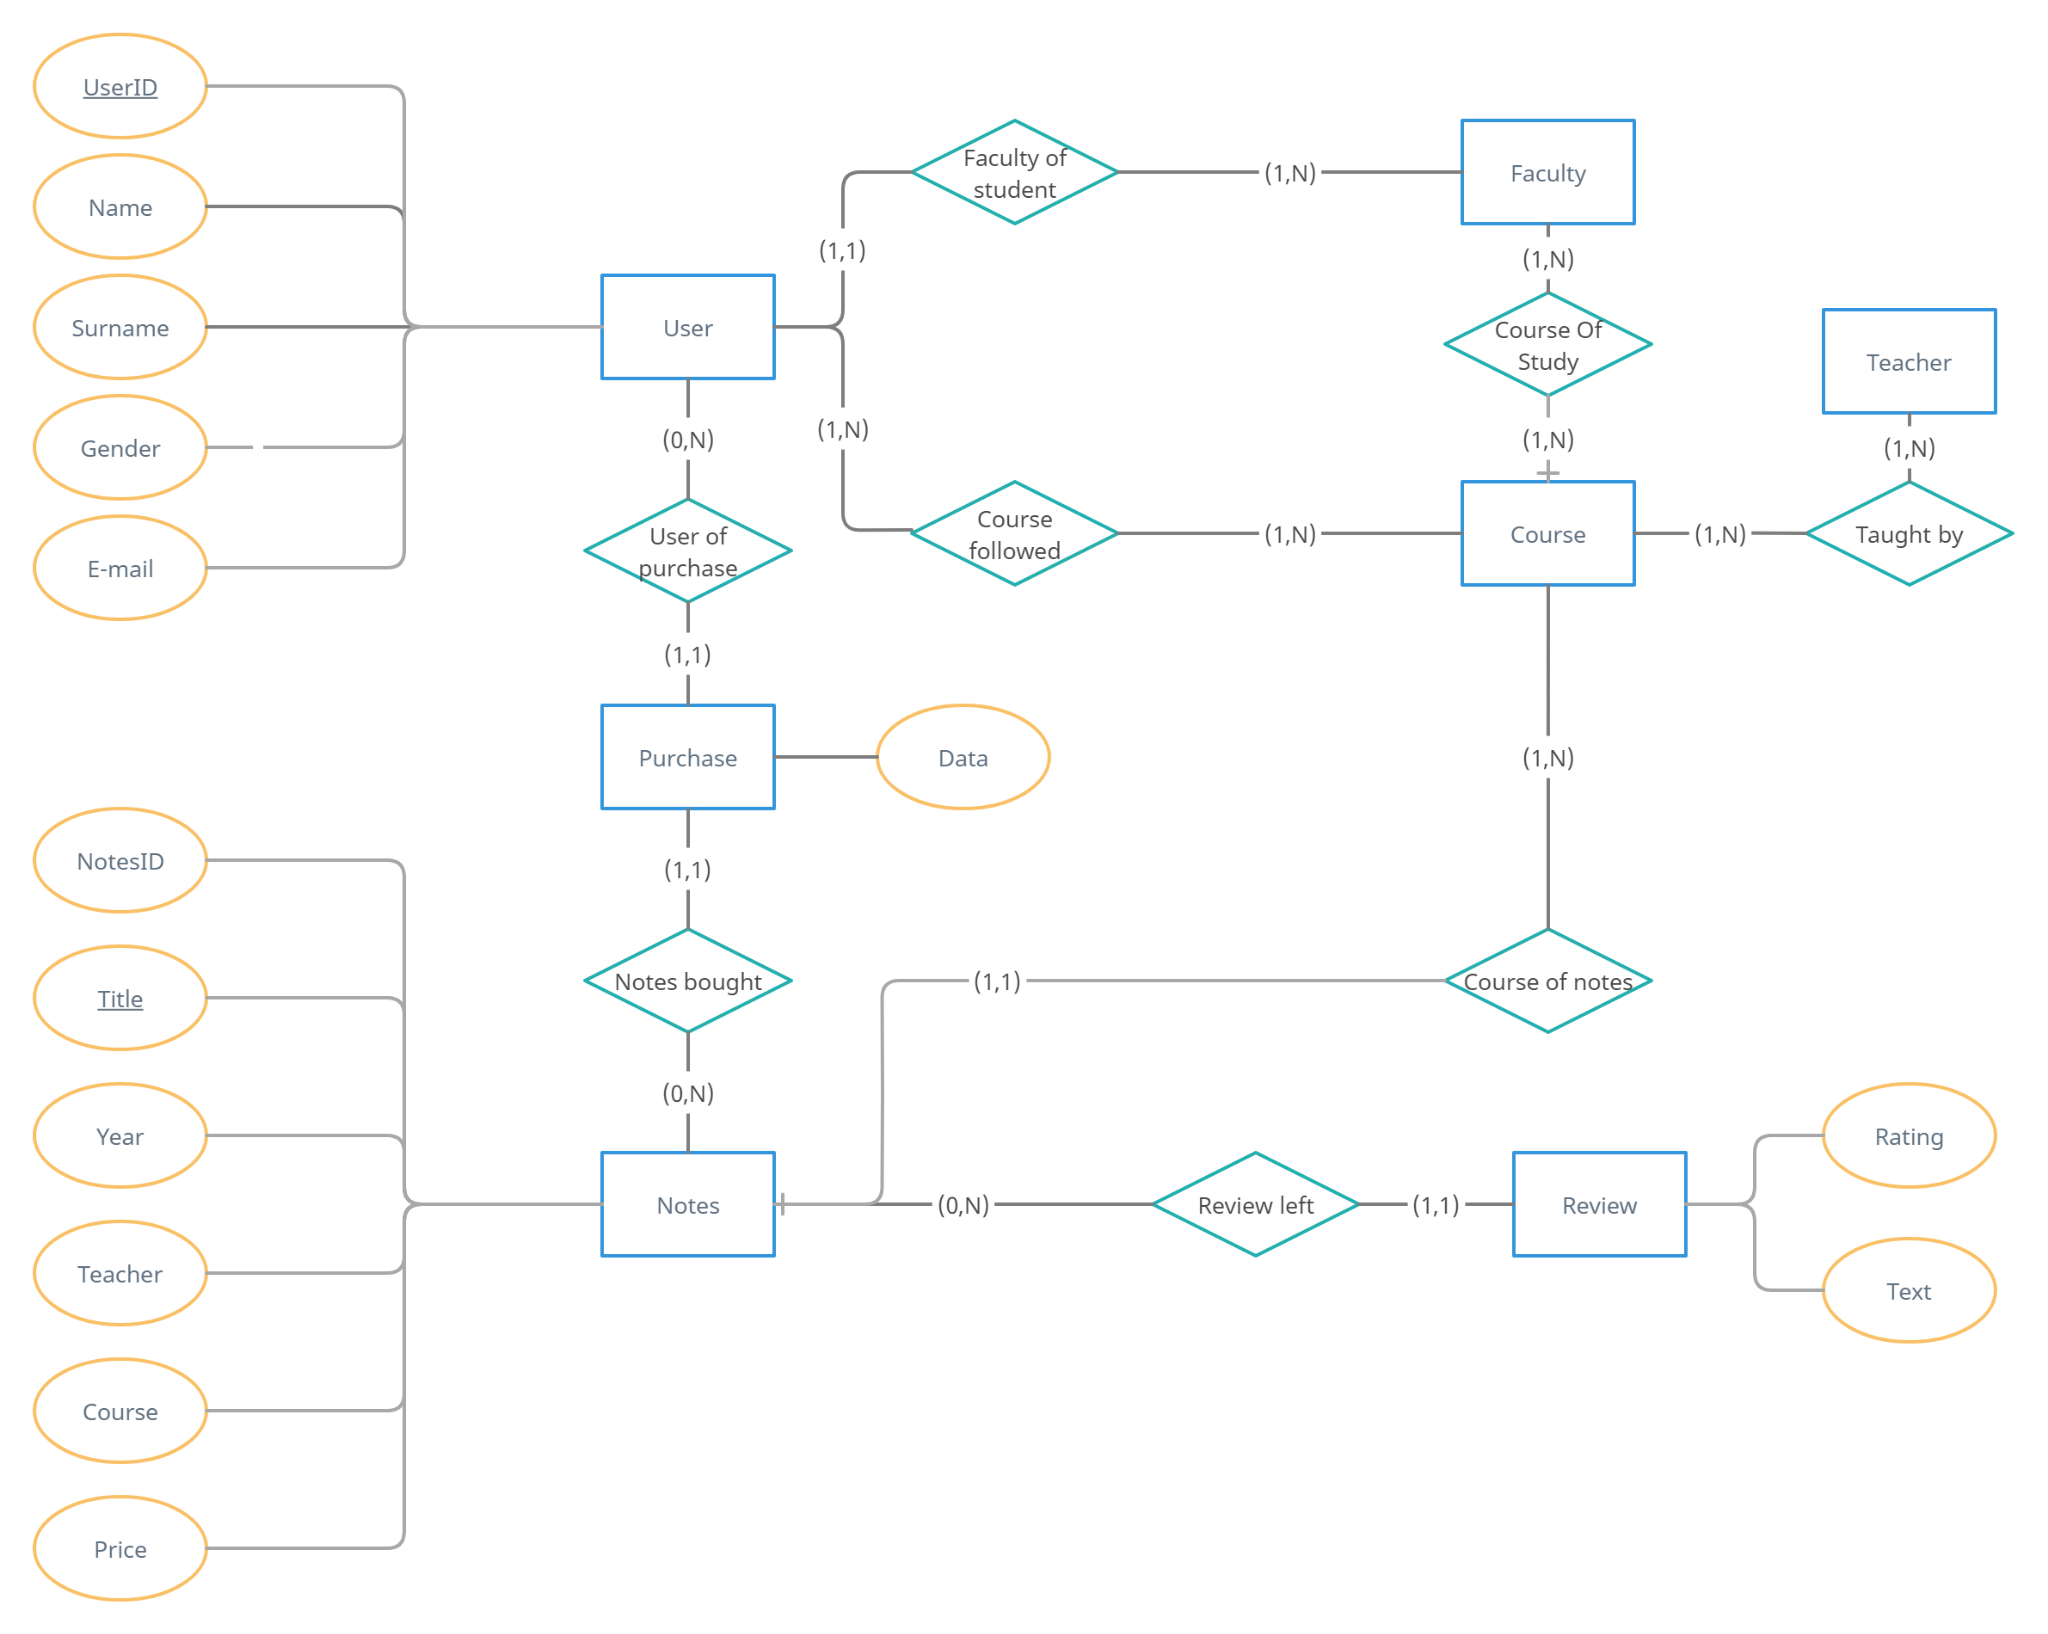 UserID
Name
Surname
Gender
E-mail
User
Faculty of
student
(1,1)
(1,N)
Faculty
(1,N)
Course Of
Study
(1,N)
Teacher
(1,N)
(0,N)
(1,N)
User of
purchase
Course
followed
(1,N)
Course
(1,N)
Taught by
(1,1)
Purchase
Data
(1,N)
NotesID
Title
Year
Teacher
Course
Price
(1,1)
Notes bought
(1,1)
Course of notes
(0,N)
Notes
(0,N)
Review left
(1,1)
Review
Rating
Text